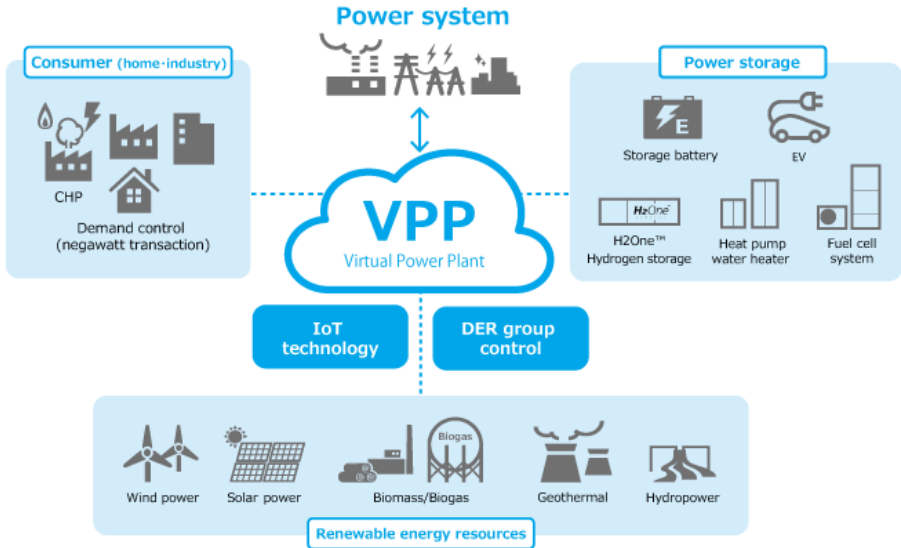 Power system
Consumer (home·industry)
CHP
Demand control
(negawatt transaction)
Power storage
E
Storage battery
EV
H2One
H2One™
Hydrogen storage
Heat pump
water heater
Fuel cell
system
VPP
Virtual Power Plant
IoT
technology
DER group
control
Wind power
Solar power
Biogas
Biomass/Biogas
Geothermal
Hydropower
Renewable energy resources